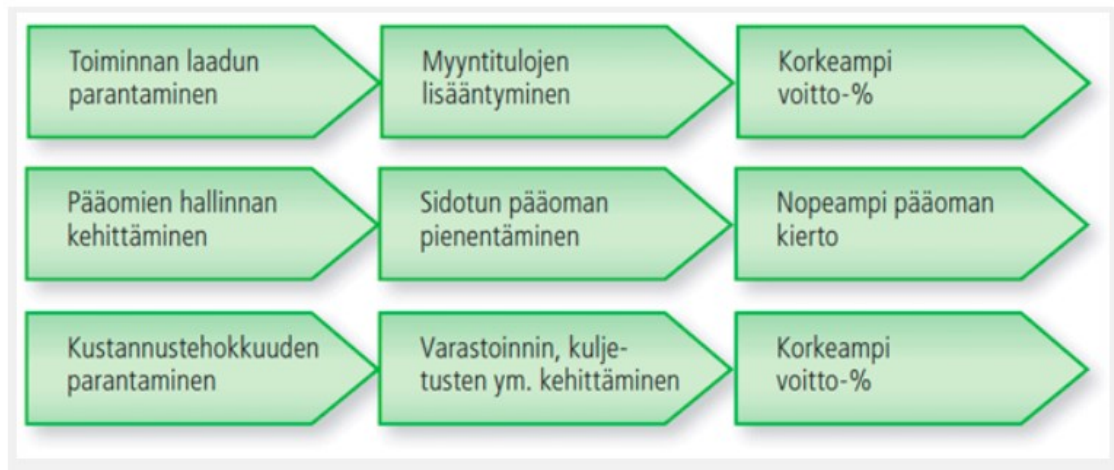 Toiminnan laadun
parantaminen
Myyntitulojen
lisääntyminen
Korkeampi
voitto-%
Pääomien hallinnan
kehittäminen
Sidotun pääoman
pienentäminen
Nopeampi pääoman
kierto
Kustannustehokkuuden
parantaminen
Varastoinnin, kulje-
tusten ym. kehittäminen
Korkeampi
voitto-%